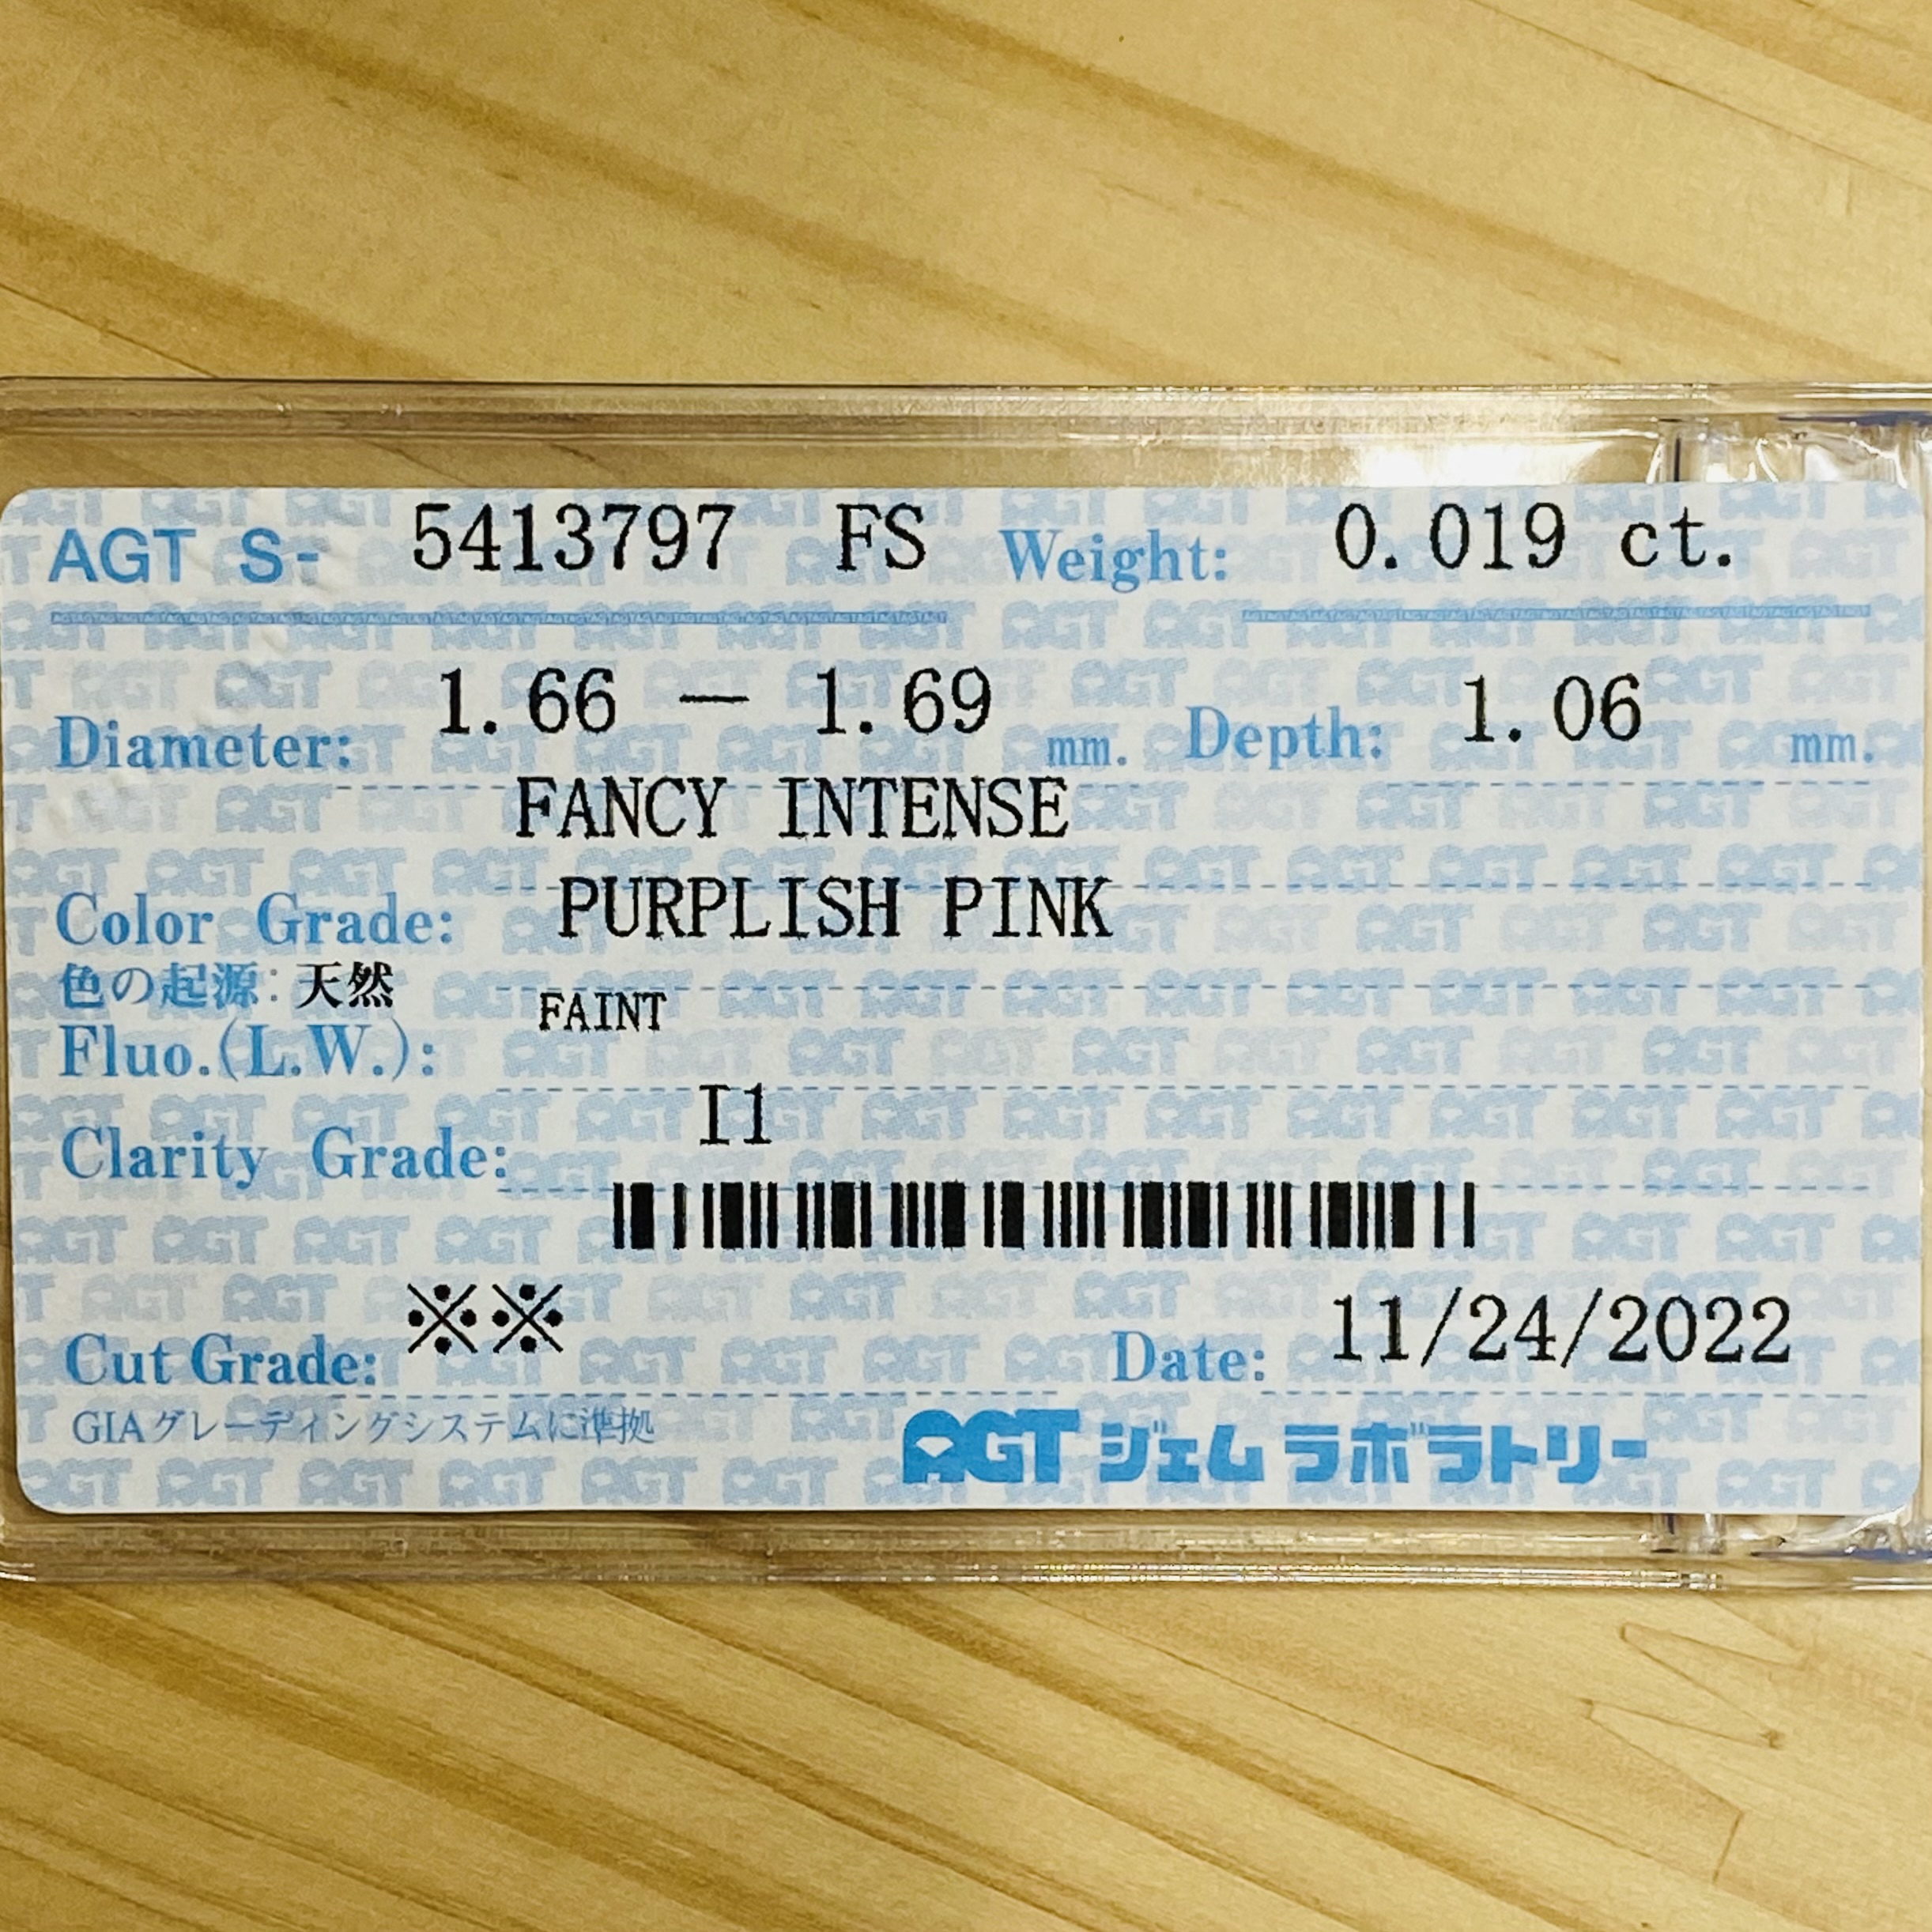 AGT S- 5413797 FS Weight: 0.019 ct.
Diameter: 1.66 — 1.69 mm. Depth: 1.06 mm.
FANCY INTENSE
Color Grade: PURPLISH PINK
色の起源: 天然
FAINT
Fluo.(L.W.):
I1
Clarity Grade:
Cut Grade: ※※ Date: 11/24/2022
GIAグレーディングシステムに準拠
AGT ジェム ラボラトリー